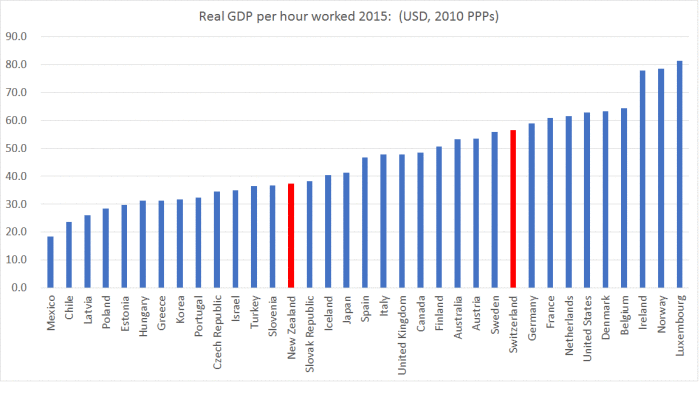 Real GDP per hour worked 2015:  (USD, 2010 PPPs)
90.0
80.0
70.0
60.0
50.0
40.0
30.0
20.0
10.0
0.0
Mexico
Chile
Latvia
Poland
Estonia
Hungary
Greece
Korea
Portugal
Czech Republic
Israel
Turkey
Slovenia
New Zealand
Slovak Republic
Iceland
Japan
Spain
Italy
United Kingdom
Canada
Finland
Australia
Austria
Sweden
Switzerland
Germany
France
Netherlands
United States
Denmark
Belgium
Ireland
Norway
Luxembourg